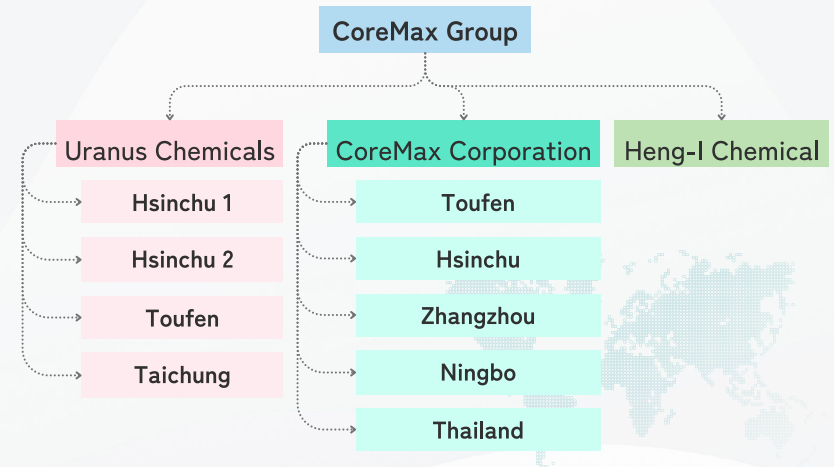 CoreMax Group
Uranus Chemicals
Hsinchu 1
Hsinchu 2
Toufen
Taichung
CoreMax Corporation
Toufen
Hsinchu
Zhangzhou
Ningbo
Thailand
Heng-I Chemical